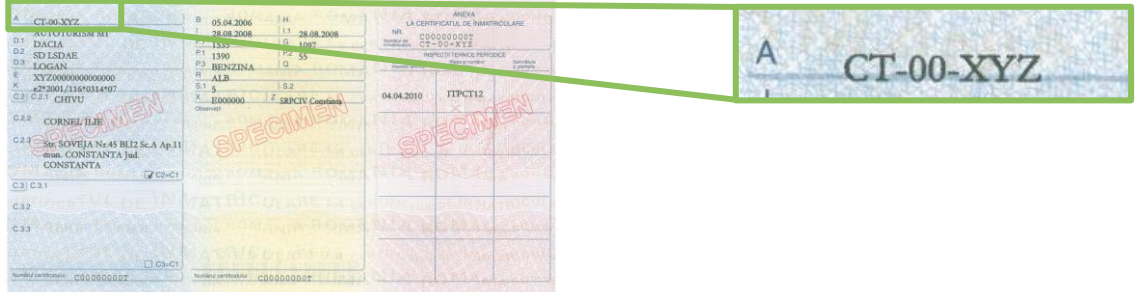 A CT-00-XYZ
AUTOTURISM M1
D.1 DACIA
D.2 SD LSDAE
D.3 LOGAN
E XYZ00000000000000
K e2*2001/116*0314*07
C.2 C.2.1 CHIVU
C.2.2 CORNEL ILIE
C.2.3 Str. SOVEJA Nr.45 Bl.I2 Sc.A Ap.11
mun. CONSTANTA Jud.
CONSTANTA
C2=C1
C.3 C.3.1
C.3.2
C.3.3
C3=C1
Numărul certificatului C00000000T
SPECIMEN
B 05.04.2006 H
I 28.08.2008 I.1 28.08.2008
1535 G 1097
P.1 1390 P.2 55
P.3 BENZINA Q
R ALB
S.1 5 S.2
X E000000 Z SRPCIV Constanta
Observații
SPECIMEN
Numărul certificatului C00000000T
ANEXA
LA CERTIFICATUL DE ÎNMATRICULARE
NR. C00000000T
Numărul de înmatriculare CT-00-XYZ
INSPECȚII TEHNICE PERIODICE
04.04.2010 ITPCT12
SPECIMEN
A CT-00-XYZ